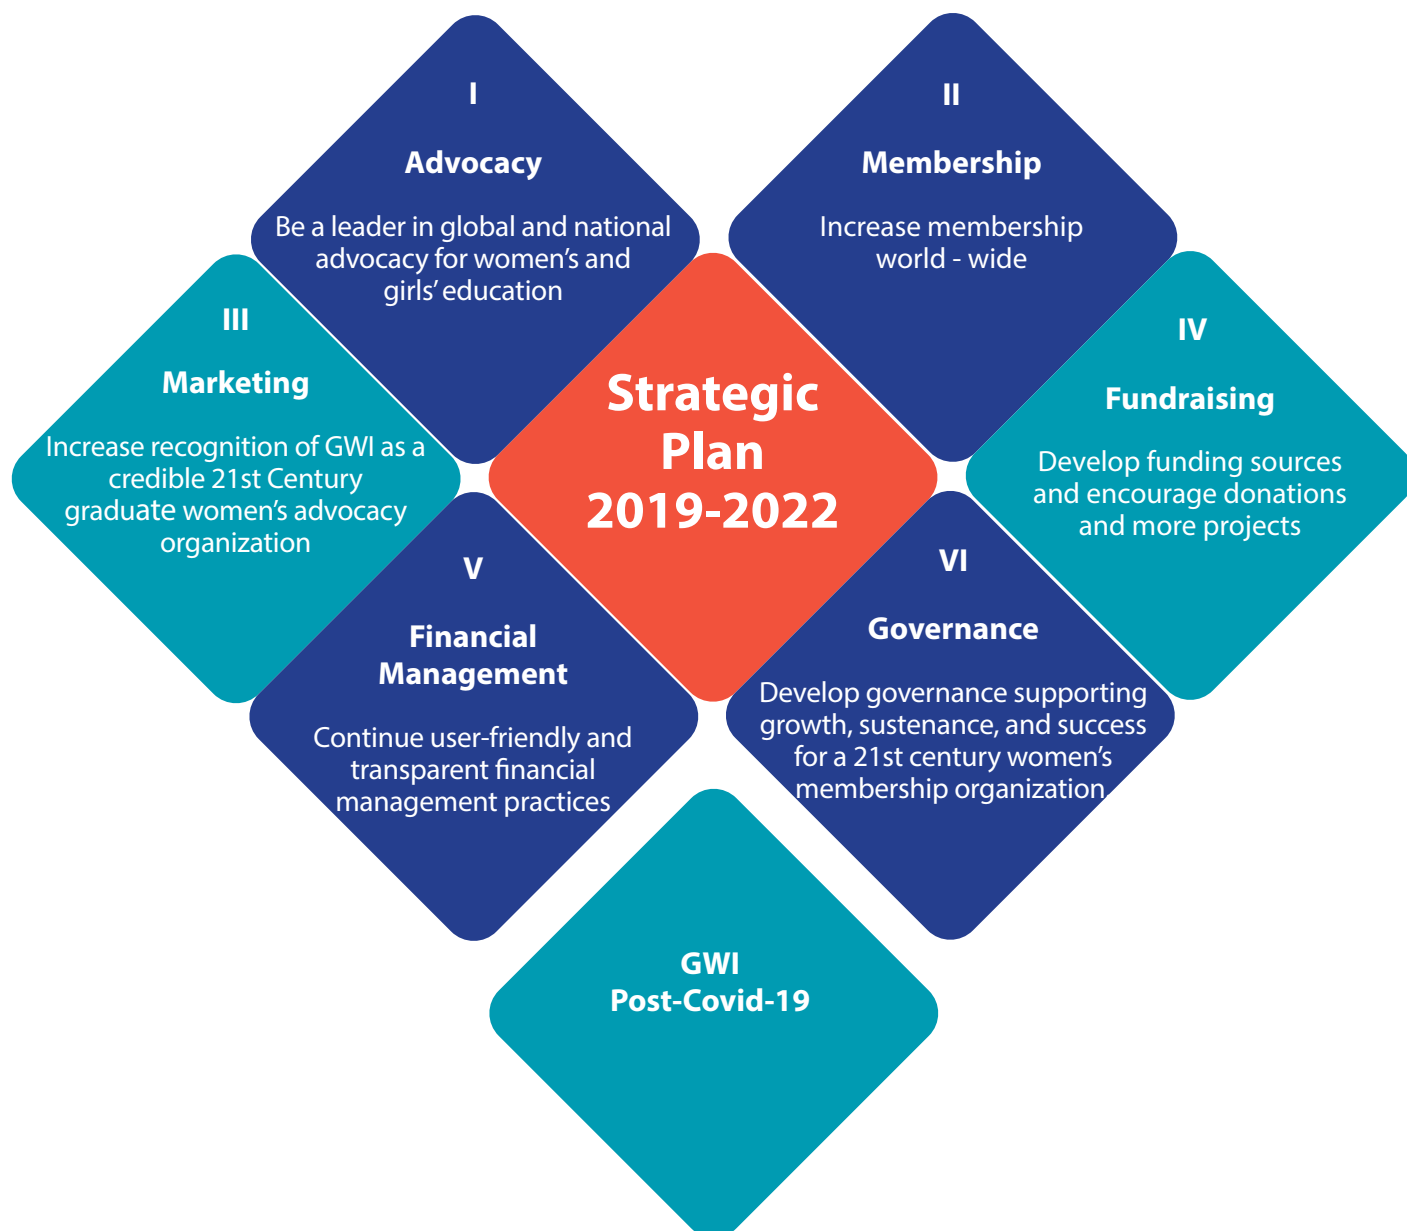 I
Advocacy
Be a leader in global and national
advocacy for women's and
girls' education
II
Membership
Increase membership
world - wide
III
Marketing
Increase recognition of GWI as a
credible 21st Century
graduate women's advocacy
organization
Strategic
Plan
2019-2022
IV
Fundraising
Develop funding sources
and encourage donations
and more projects
V
Financial
Management
Continue user-friendly and
transparent financial
management practices
VI
Governance
Develop governance supporting
growth, sustenance, and success
for a 21st century women's
membership organization.
GWI
Post-Covid-19